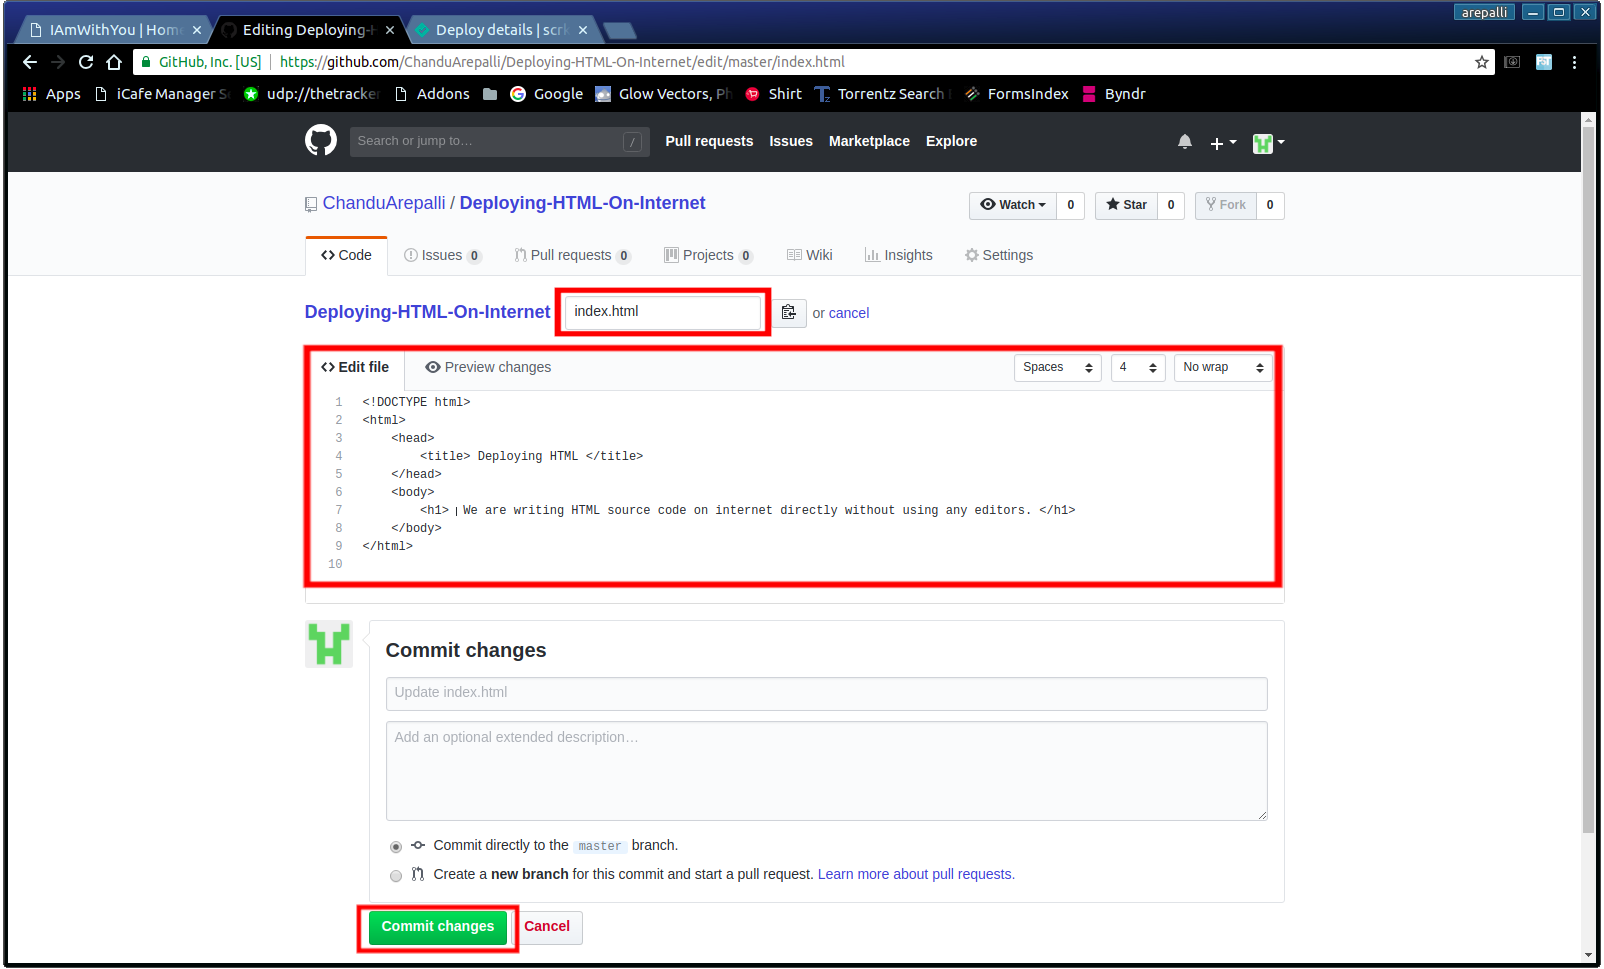 arepalli
IAmWithYou | Hom
Editing Deploying-H
Deploy details | scr
GitHub, Inc. [US] https://github.com/ChanduArepalli/Deploying-HTML-On-Internet/edit/master/index.html
Apps iCafe Manager S udp://thetracke Addons Google Glow Vectors, Ph Shirt Torrentz Search FormsIndex Byndr
Search or jump to… / Pull requests Issues Marketplace Explore
ChanduArepalli / Deploying-HTML-On-Internet
Watch 0 Star 0 Fork 0
Code Issues 0 Pull requests 0 Projects 0 Wiki Insights Settings
Deploying-HTML-On-Internet index.html or cancel
Edit file Preview changes Spaces 4 No wrap
1 <!DOCTYPE html>
2 <html>
3 <head>
4 <title> Deploying HTML </title>
5 </head>
6 <body>
7 <h1> We are writing HTML source code on internet directly without using any editors. </h1>
8 </body>
9 </html>
10
Commit changes
Update index.html
Add an optional extended description…
Commit directly to the master branch.
Create a new branch for this commit and start a pull request. Learn more about pull requests.
Commit changes Cancel